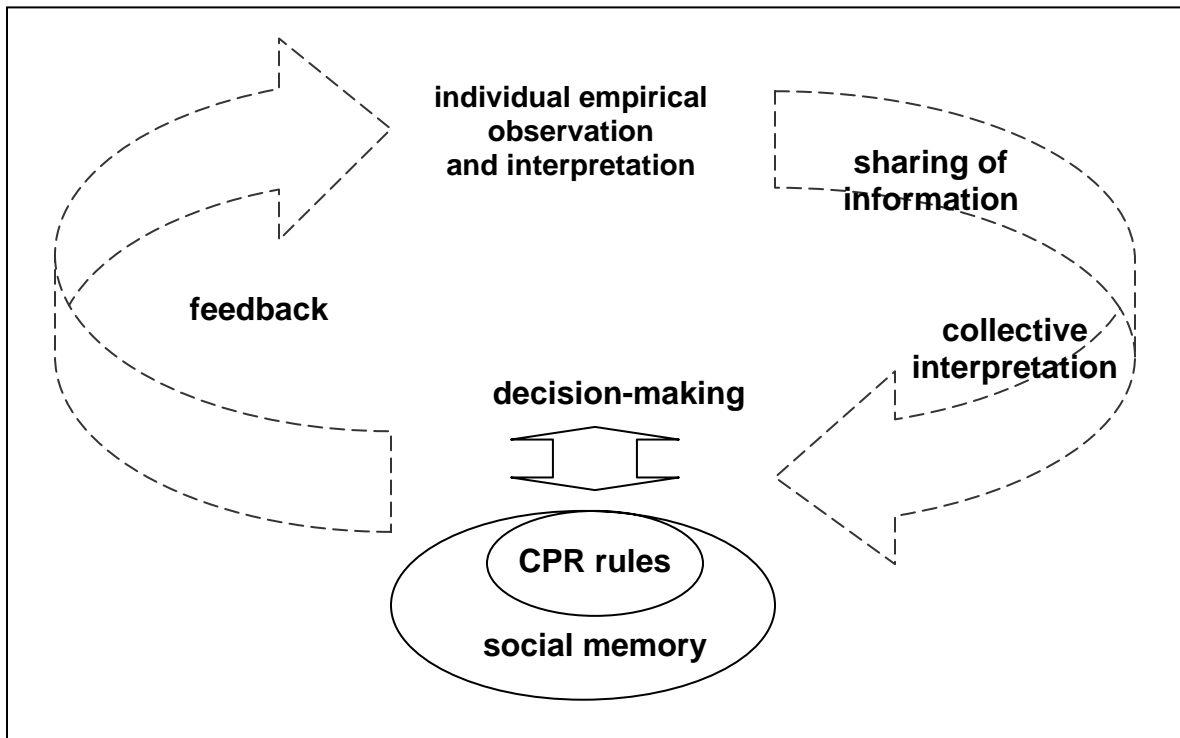 individual empirical
observation
and interpretation
sharing of
information
collective
interpretation
feedback
decision-making
CPR rules
social memory